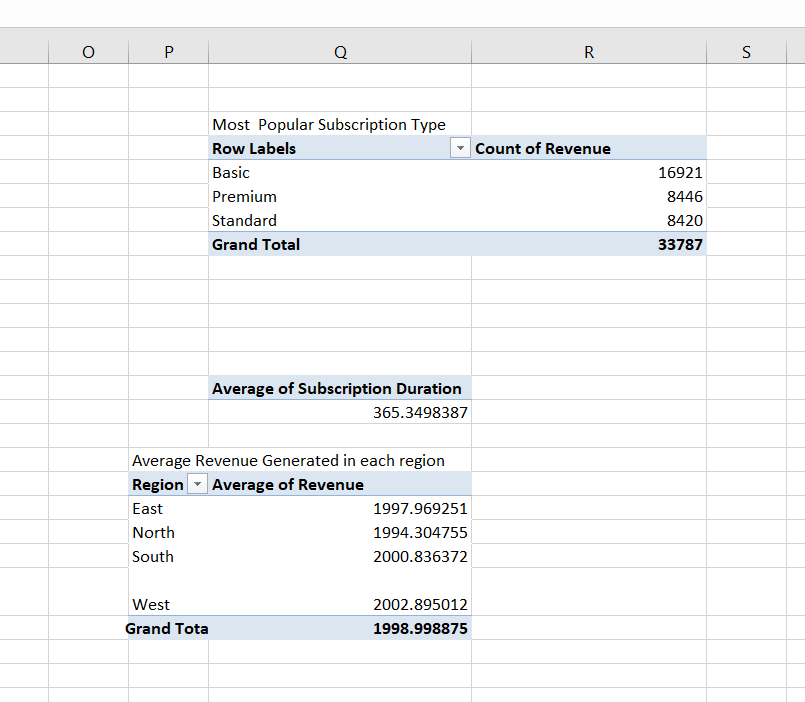 O P Q R S
Most  Popular Subscription Type
Row Labels Count of Revenue
Basic 16921
Premium 8446
Standard 8420
Grand Total 33787
Average of Subscription Duration
365.3498387
Average Revenue Generated in each region
Region Average of Revenue
East 1997.969251
North 1994.304755
South 2000.836372
West 2002.895012
Grand Tota 1998.998875